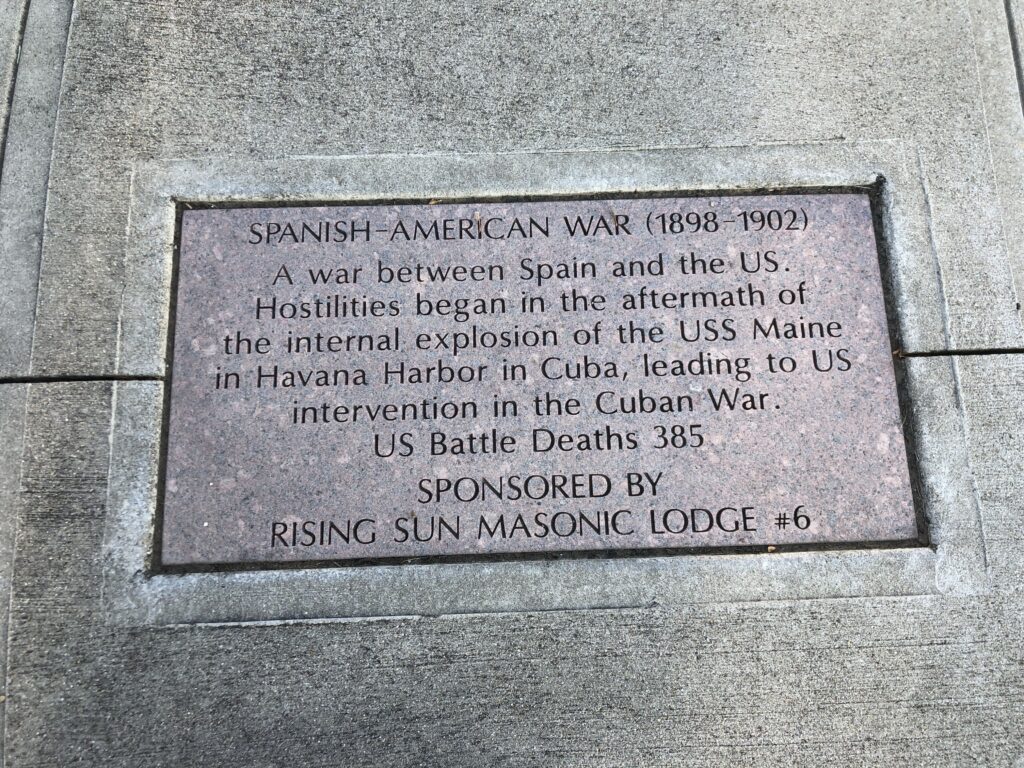 SPANISH-AMERICAN WAR (1898-1902)
A war between Spain and the US.
Hostilities began in the aftermath of
the internal explosion of the USS Maine
in Havana Harbor in Cuba, leading to US
intervention in the Cuban War.
US Battle Deaths 385
SPONSORED BY
RISING SUN MASONIC LODGE #6